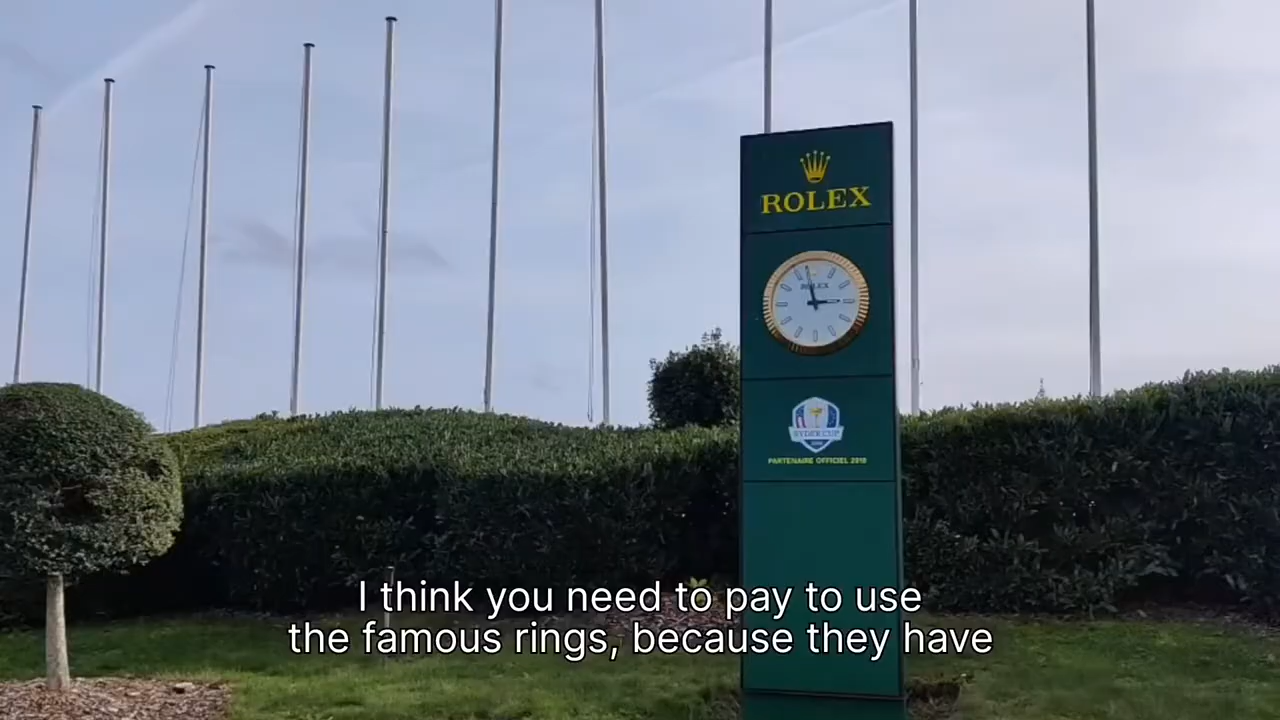 ROLEX
ROLEX
RYDER CUP
PARTENAIRE OFFICIEL 2018
I think you need to pay to use
the famous rings, because they have